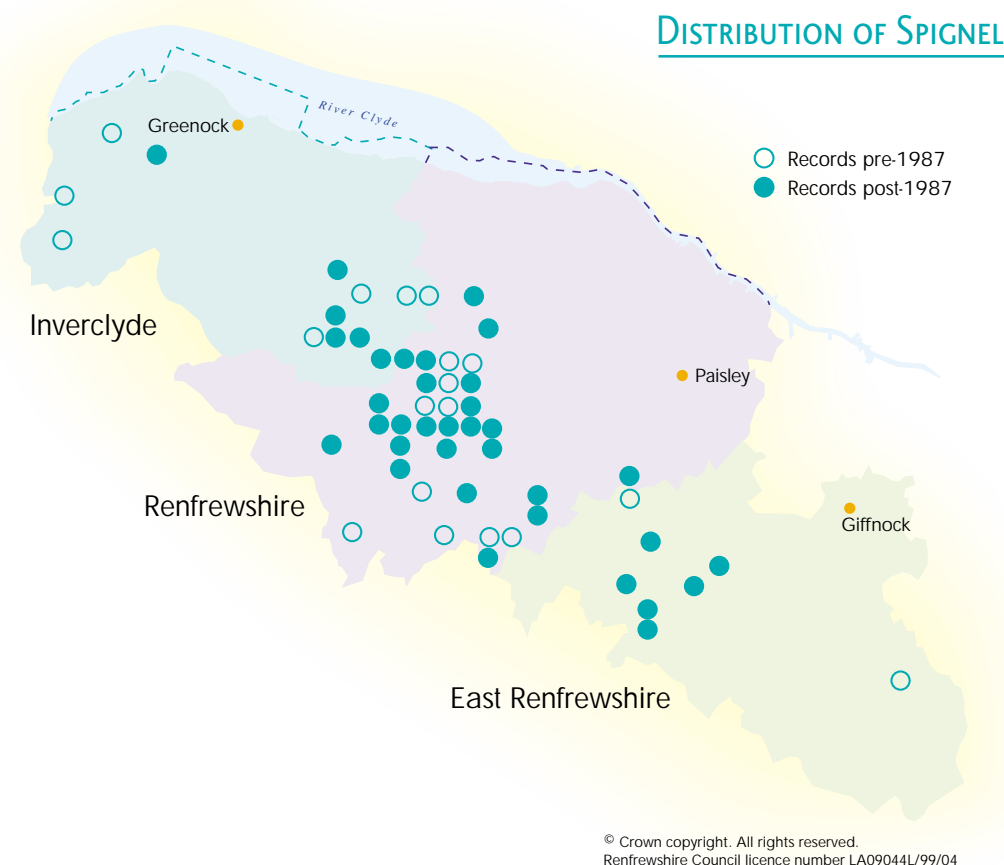 DISTRIBUTION OF SPIGNEL
River Clyde
Greenock
Records pre-1987
Records post-1987
Inverclyde
Paisley
Renfrewshire
Giffnock
East Renfrewshire
© Crown copyright. All rights reserved.
Renfrewshire Council licence number LA09044L/99/04